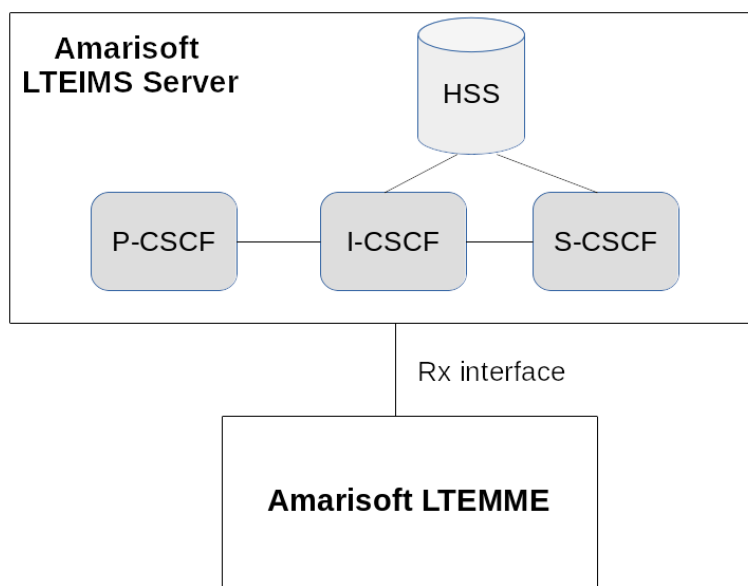 Amarisoft
LTEIMS Server
HSS
P-CSCF
I-CSCF
S-CSCF
Rx interface
Amarisoft LTEMME